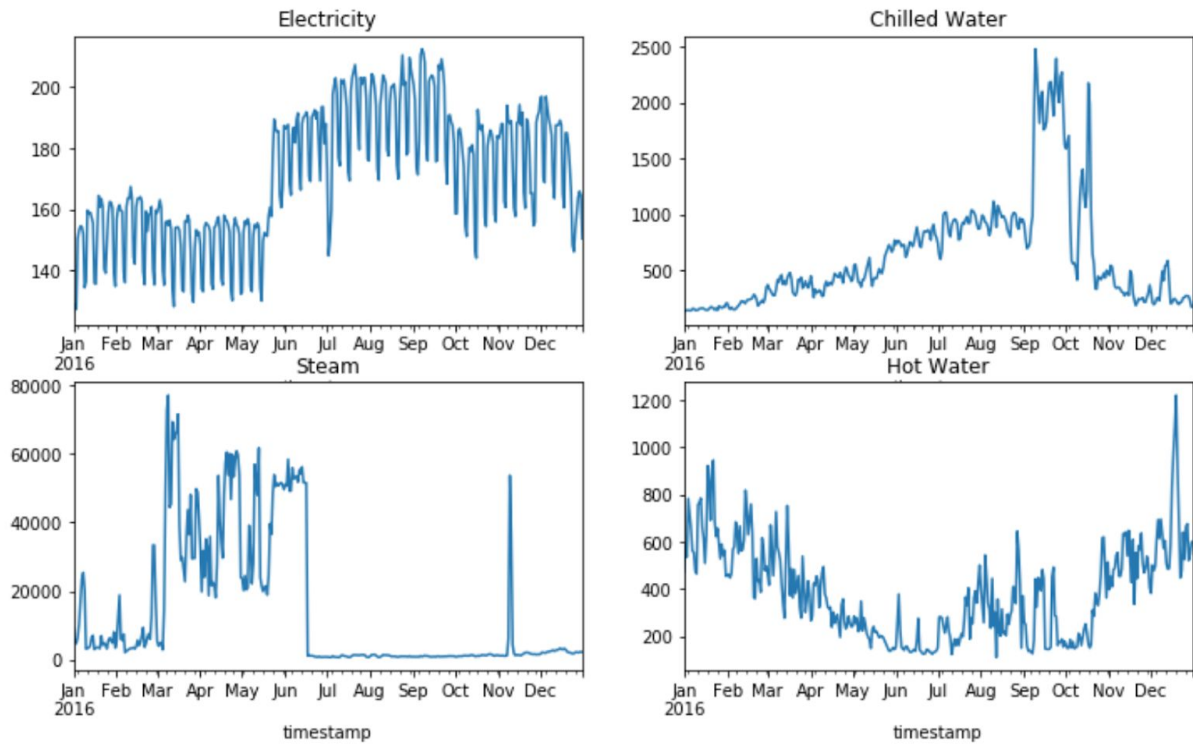 Electricity
200
180
160
140
Jan Feb Mar Apr May Jun Jul Aug Sep Oct Nov Dec
2016
Chilled Water
2500
2000
1500
1000
500
Jan Feb Mar Apr May Jun Jul Aug Sep Oct Nov Dec
2016
Steam
80000
60000
40000
20000
0
Jan Feb Mar Apr May Jun Jul Aug Sep Oct Nov Dec
2016
timestamp
Hot Water
1200
1000
800
600
400
200
Jan Feb Mar Apr May Jun Jul Aug Sep Oct Nov Dec
2016
timestamp